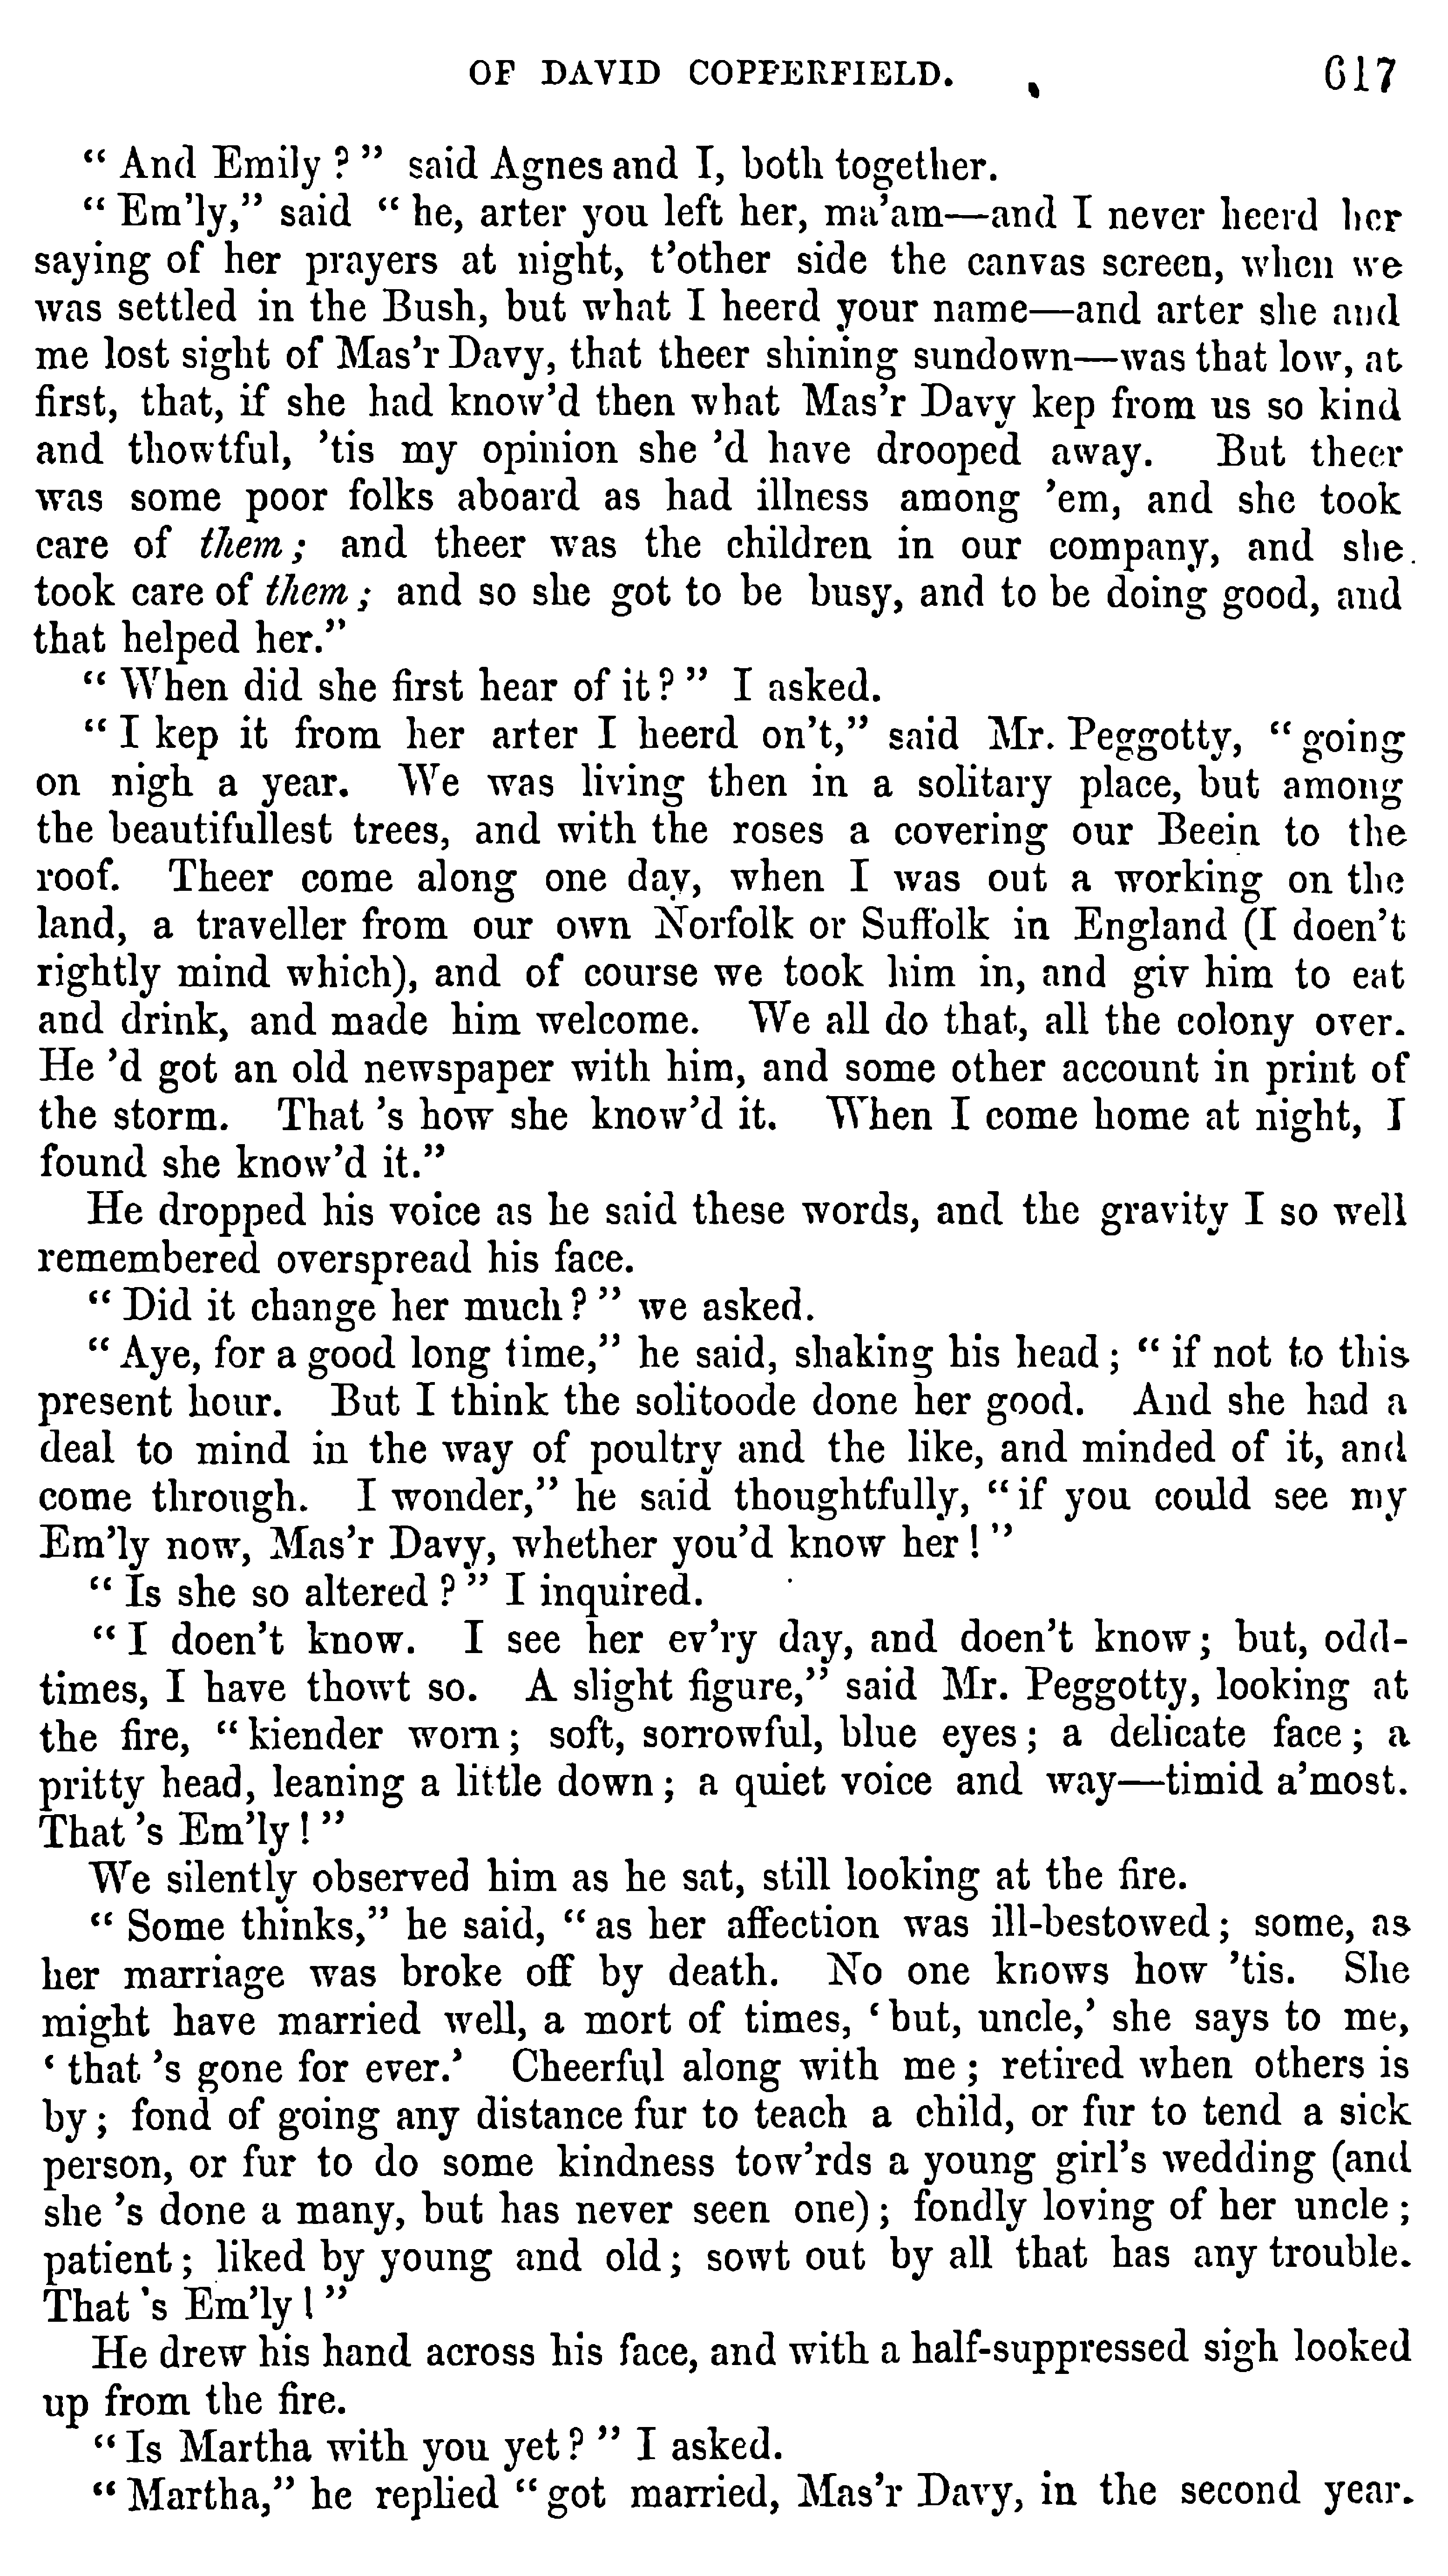 OF DAVID COPPERFIELD. 617
" And Emily ? " said Agnes and I, both together.
" Em'ly," said " he, arter you left her, ma'am—and I never heerd her
saying of her prayers at night, t'other side the canvas screen, when we
was settled in the Bush, but what I heerd your name—and arter she and
me lost sight of Mas'r Davy, that theer shining sundown—was that low, at
first, that, if she had know'd then what Mas'r Davy kep from us so kind
and thowtful, 'tis my opinion she 'd have drooped away. But theer
was some poor folks aboard as had illness among 'em, and she took
care of them ; and theer was the children in our company, and she
took care of them ; and so she got to be busy, and to be doing good, and
that helped her."
" When did she first hear of it ? " I asked.
" I kep it from her arter I heerd on't," said Mr. Peggotty, " going
on nigh a year. We was living then in a solitary place, but among
the beautifullest trees, and with the roses a covering our Beein to the
roof. Theer come along one day, when I was out a working on the
land, a traveller from our own Norfolk or Suffolk in England (I doen't
rightly mind which), and of course we took him in, and giv him to eat
and drink, and made him welcome. We all do that, all the colony over.
He 'd got an old newspaper with him, and some other account in print of
the storm. That 's how she know'd it. When I come home at night, I
found she know'd it."
He dropped his voice as he said these words, and the gravity I so well
remembered overspread his face.
" Did it change her much ? " we asked.
" Aye, for a good long time," he said, shaking his head ; " if not to this
present hour. But I think the solitoode done her good. And she had a
deal to mind in the way of poultry and the like, and minded of it, and
come through. I wonder," he said thoughtfully, " if you could see my
Em'ly now, Mas'r Davy, whether you'd know her ! "
" Is she so altered ? " I inquired.
" I doen't know. I see her ev'ry day, and doen't know ; but, odd-
times, I have thowt so. A slight figure," said Mr. Peggotty, looking at
the fire, " kiender worn ; soft, sorrowful, blue eyes ; a delicate face ; a
pritty head, leaning a little down ; a quiet voice and way—timid a'most.
That 's Em'ly ! "
We silently observed him as he sat, still looking at the fire.
" Some thinks," he said, " as her affection was ill-bestowed ; some, as
her marriage was broke off by death. No one knows how 'tis. She
might have married well, a mort of times, ' but, uncle,' she says to me,
' that 's gone for ever.' Cheerful along with me ; retired when others is
by ; fond of going any distance fur to teach a child, or fur to tend a sick
person, or fur to do some kindness tow'rds a young girl's wedding (and
she 's done a many, but has never seen one) ; fondly loving of her uncle ;
patient ; liked by young and old ; sowt out by all that has any trouble.
That 's Em'ly ! "
He drew his hand across his face, and with a half-suppressed sigh looked
up from the fire.
" Is Martha with you yet ? " I asked.
" Martha," he replied " got married, Mas'r Davy, in the second year.